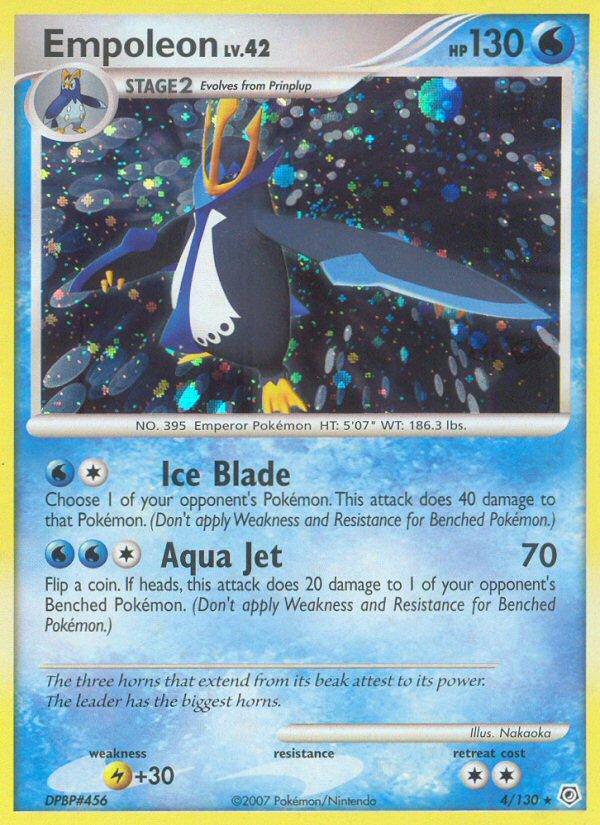 Empoleon LV.42 HP 130
STAGE2 Evolves from Prinplup
NO. 395 Emperor Pokémon HT: 5'07" WT: 186.3 lbs.
Ice Blade
Choose 1 of your opponent's Pokémon. This attack does 40 damage to
that Pokémon. (Don't apply Weakness and Resistance for Benched Pokémon.)
Aqua Jet 70
Flip a coin. If heads, this attack does 20 damage to 1 of your opponent's
Benched Pokémon. (Don't apply Weakness and Resistance for Benched
Pokémon.)
The three horns that extend from its beak attest to its power.
The leader has the biggest horns.
Illus. Nakaoka
weakness resistance retreat cost
+30
DPBP#456 ©2007 Pokémon/Nintendo 4/130 ★